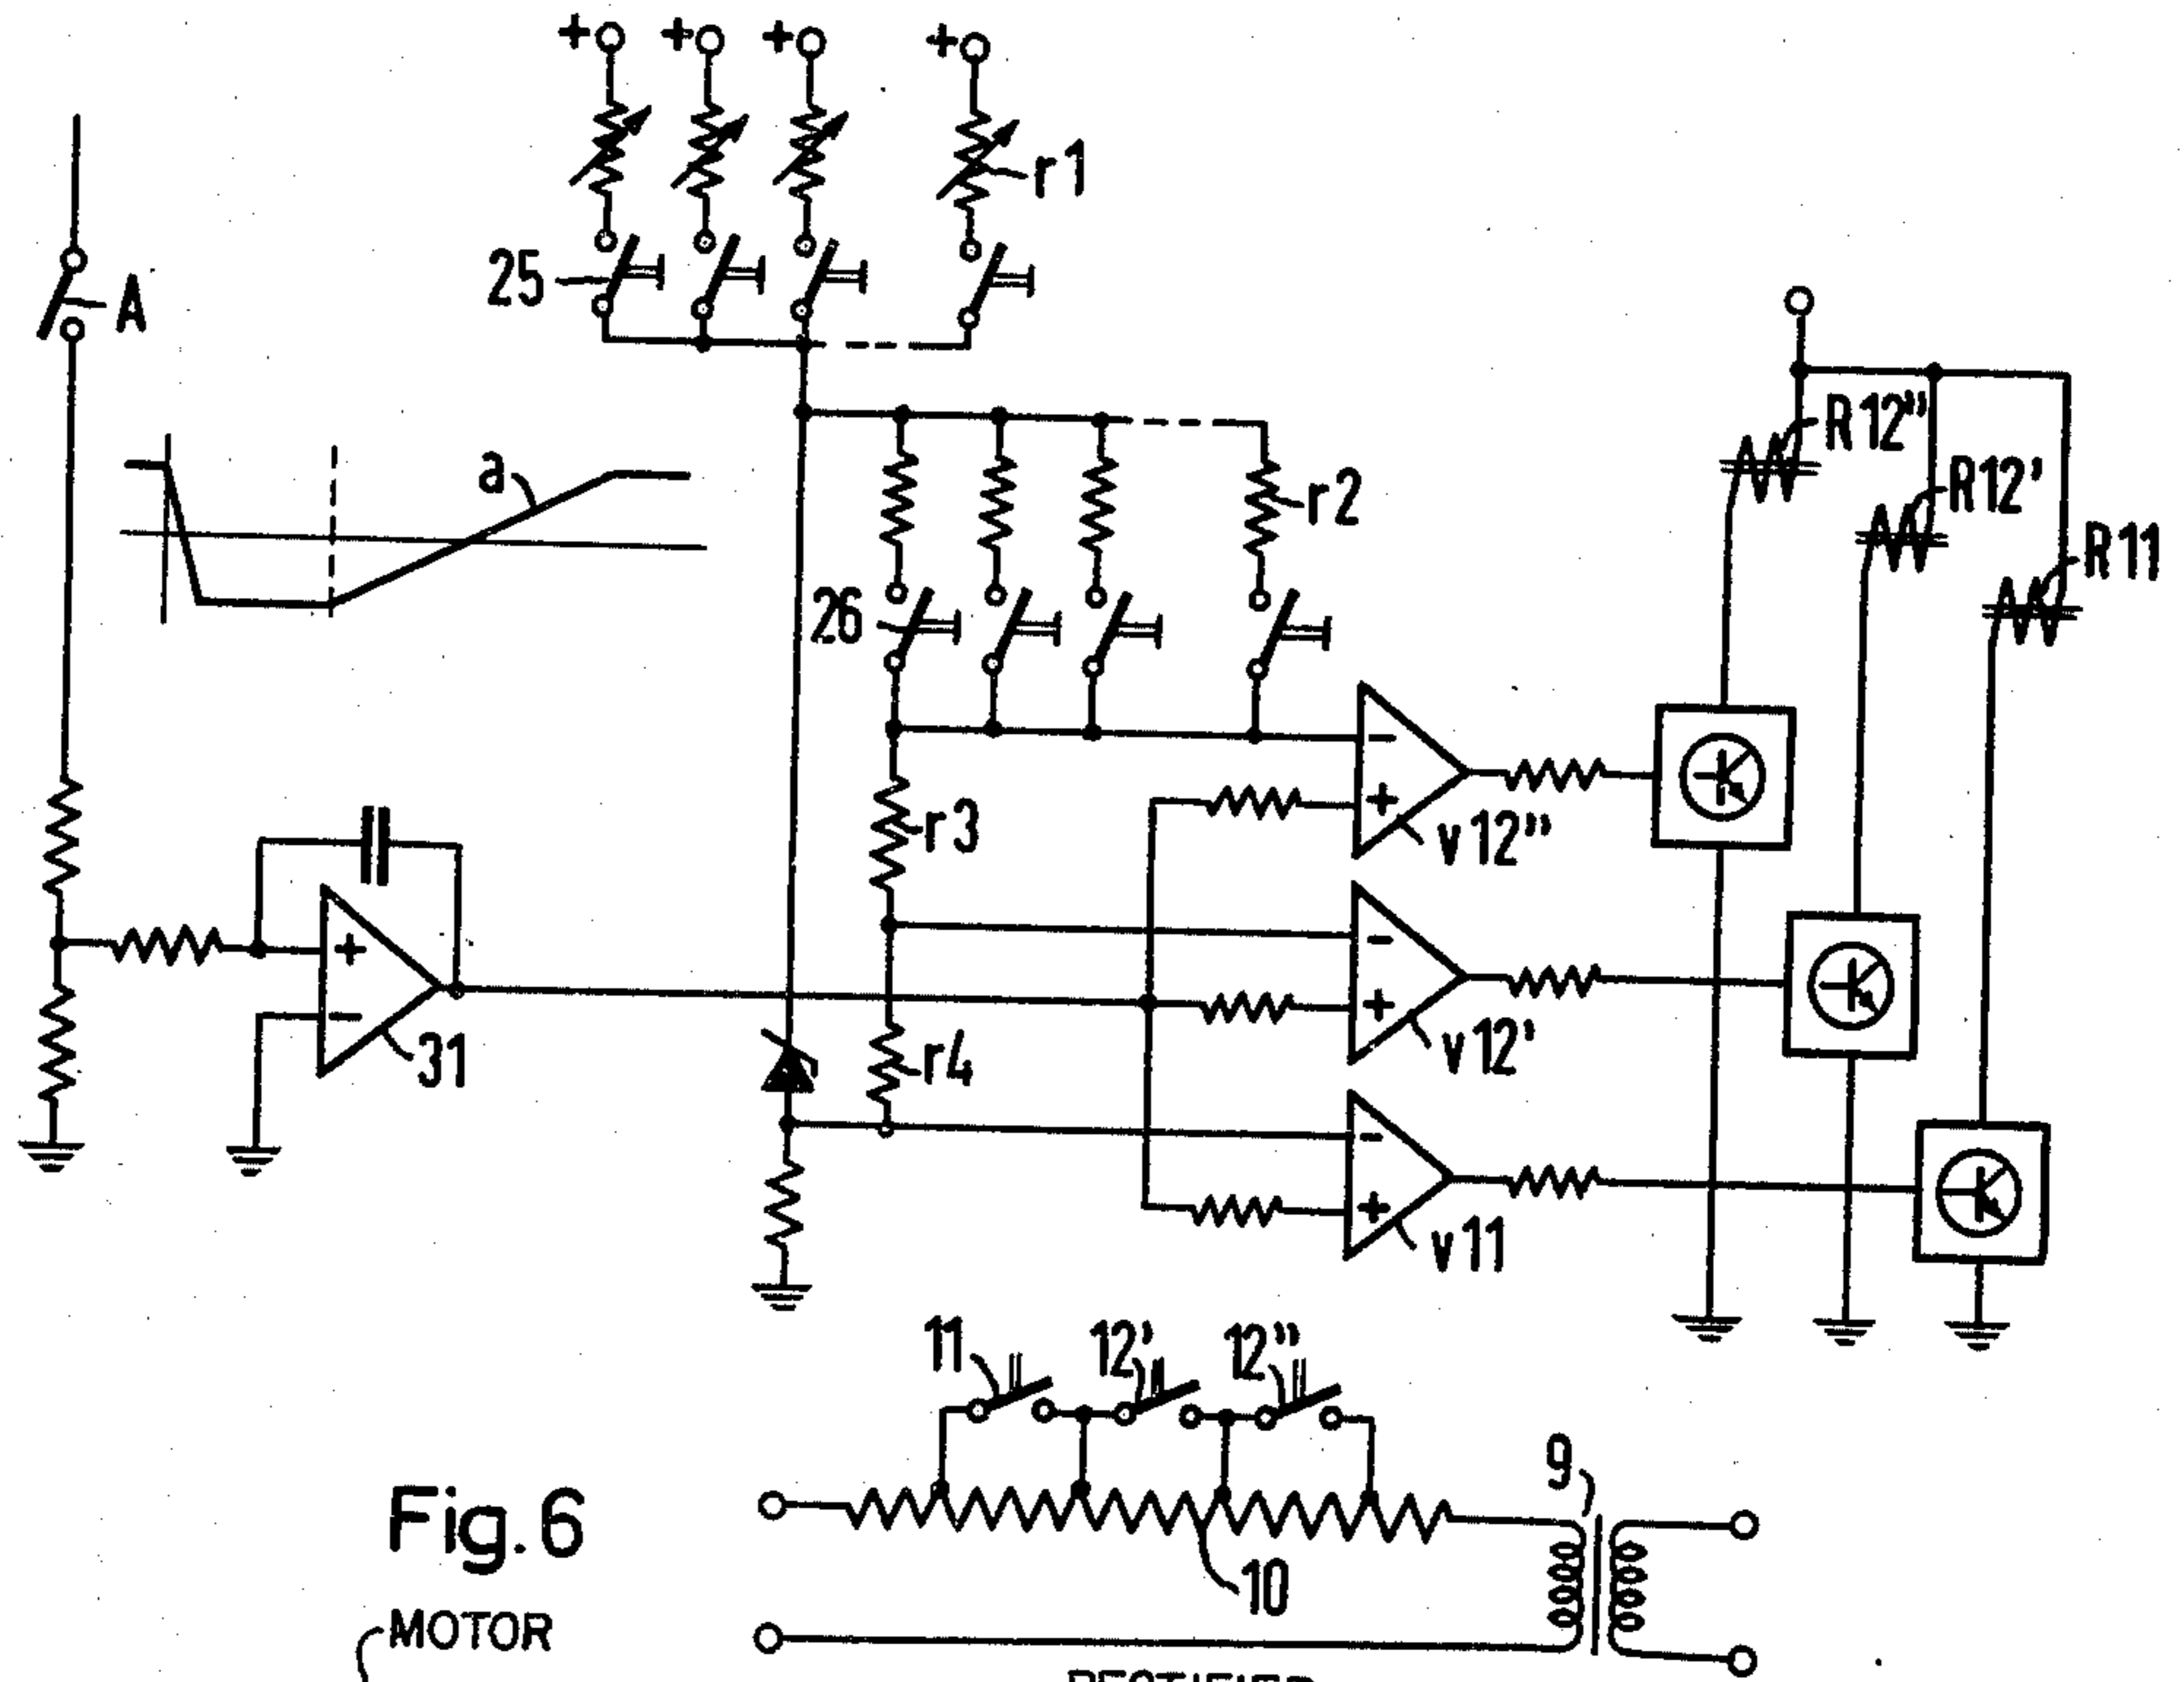 + + + +
r1
25
A
R12"
R12'
R11
a
r2
26
-
+
v12"
r3
-
+
v12'
+
-
31
r4
-
+
v11
11
12'
12"
9
10
Fig.6
MOTOR
RECTIFIER